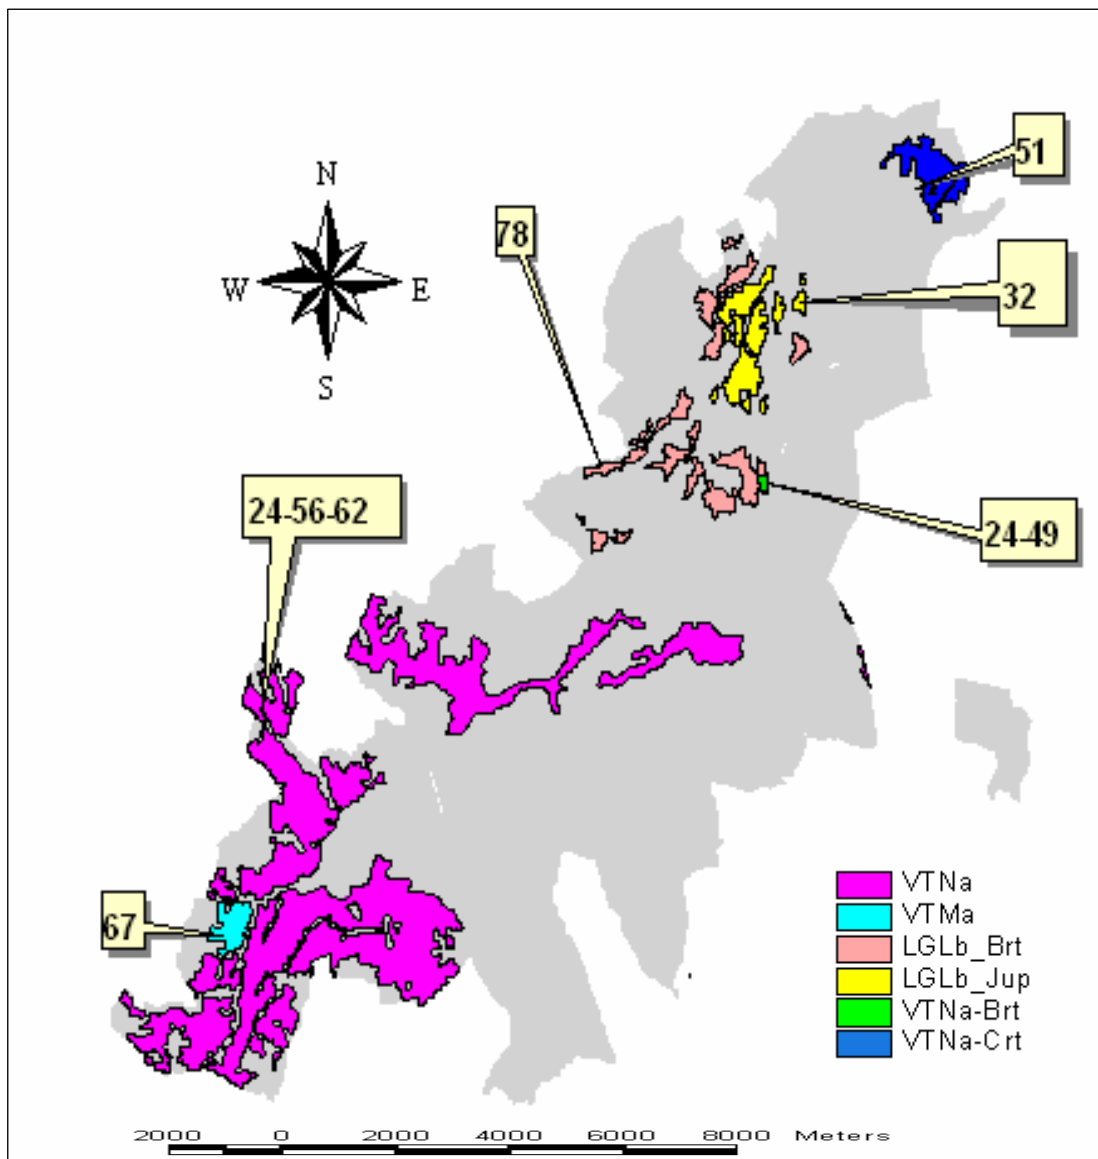 51
N
78
W
E
32
S
24-56-62
24-49
67
VTNa
VTMa
LGLb_Brt
LGLb_Jup
VTNa-Brt
VTNa-Crt
2000 0 2000 4000 6000 8000 Meters